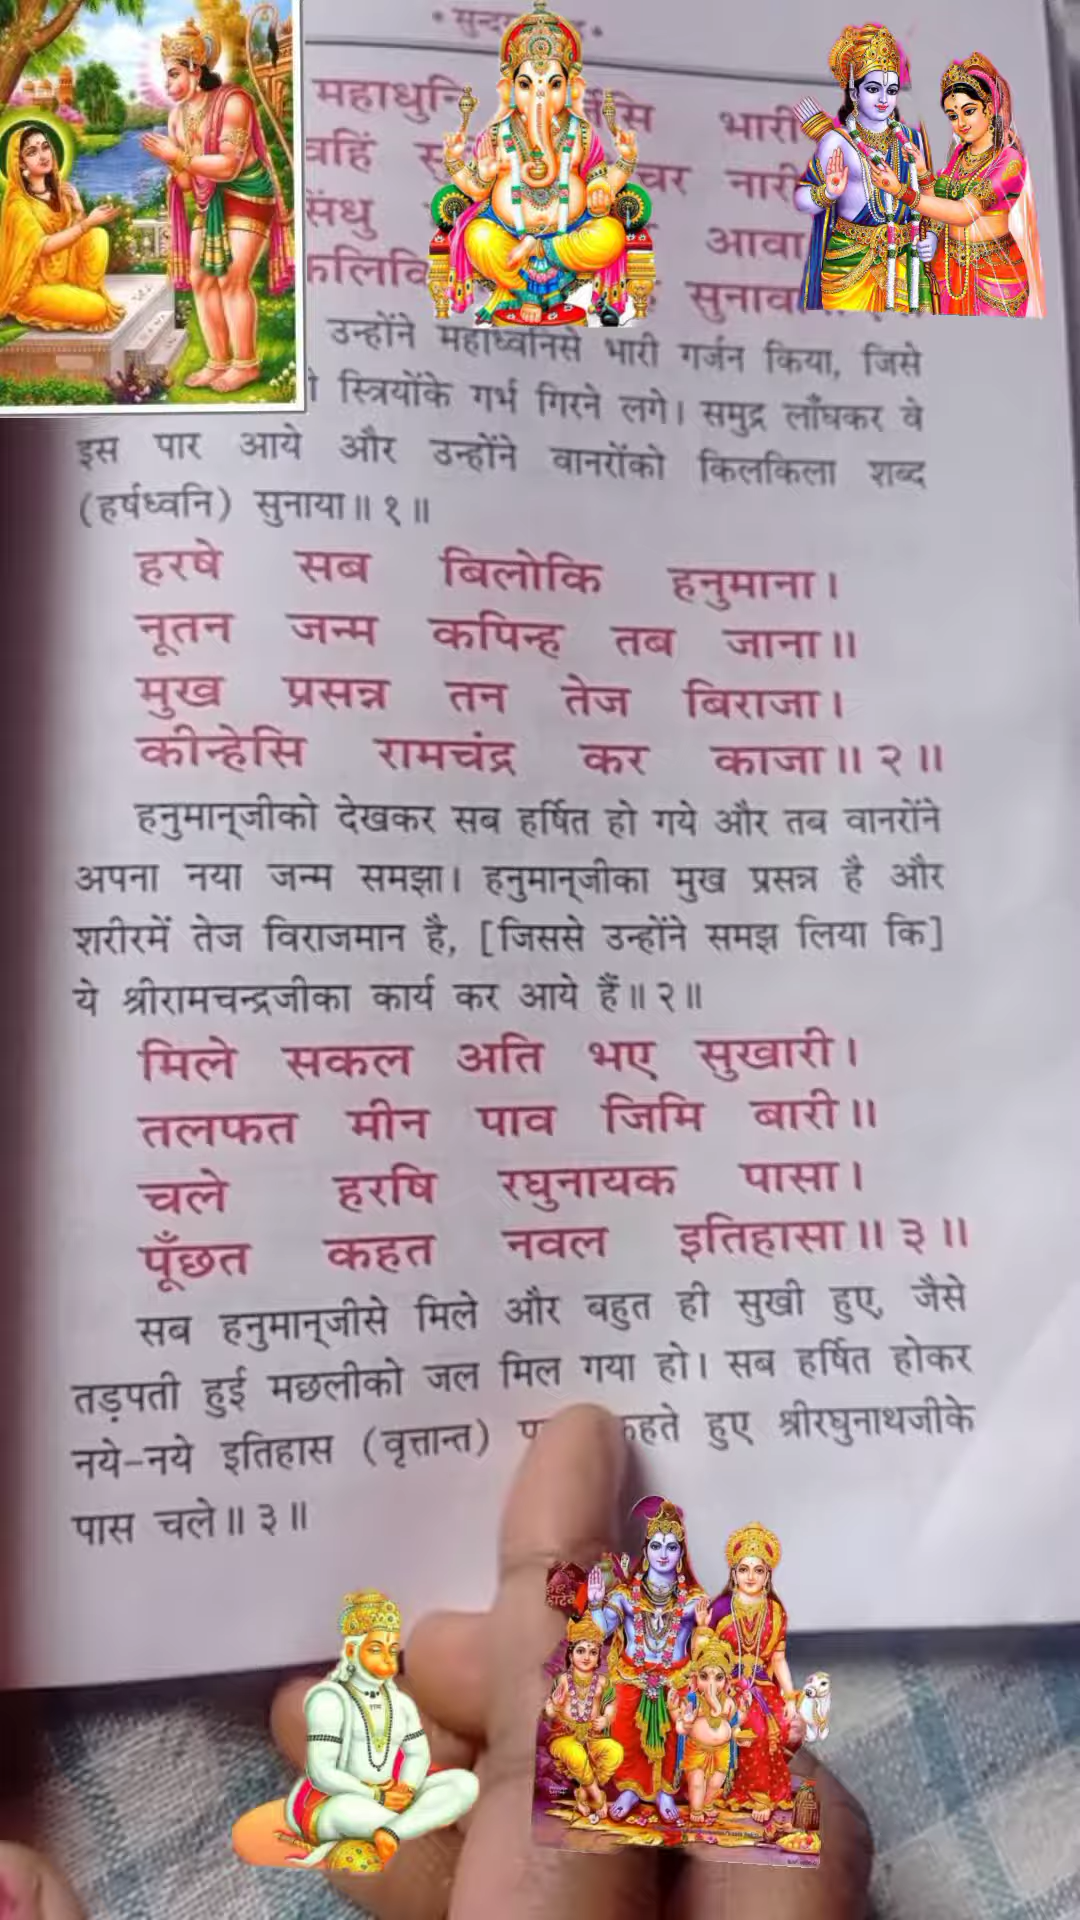 महाधुनि भारी
नारी
आवा
उन्होंने महाध्वनिसे भारी गर्जन किया, जिसे
स्त्रियोंके गर्भ गिरने लगे। समुद्र लाँघकर वे
इस पार आये और उन्होंने वानरोंको किलकिला शब्द
(हर्षध्वनि) सुनाया॥१॥
हरषे सब बिलोकि हनुमाना।
नूतन जन्म कपिन्ह तब जाना॥
मुख प्रसन्न तन तेज बिराजा।
कीन्हेसि रामचंद्र कर काजा॥२॥
हनुमान्‌जीको देखकर सब हर्षित हो गये और तब वानरोंने
अपना नया जन्म समझा। हनुमान्‌जीका मुख प्रसन्न है और
शरीरमें तेज विराजमान है, [जिससे उन्होंने समझ लिया कि]
ये श्रीरामचन्द्रजीका कार्य कर आये हैं॥२॥
मिले सकल अति भए सुखारी।
तलफत मीन पाव जिमि बारी॥
चले हरषि रघुनायक पासा।
पूँछत कहत नवल इतिहासा॥३॥
सब हनुमान्‌जीसे मिले और बहुत ही सुखी हुए, जैसे
तड़पती हुई मछलीको जल मिल गया हो। सब हर्षित होकर
नये-नये इतिहास (वृत्तान्त) कहते हुए श्रीरघुनाथजीके
पास चले॥३॥